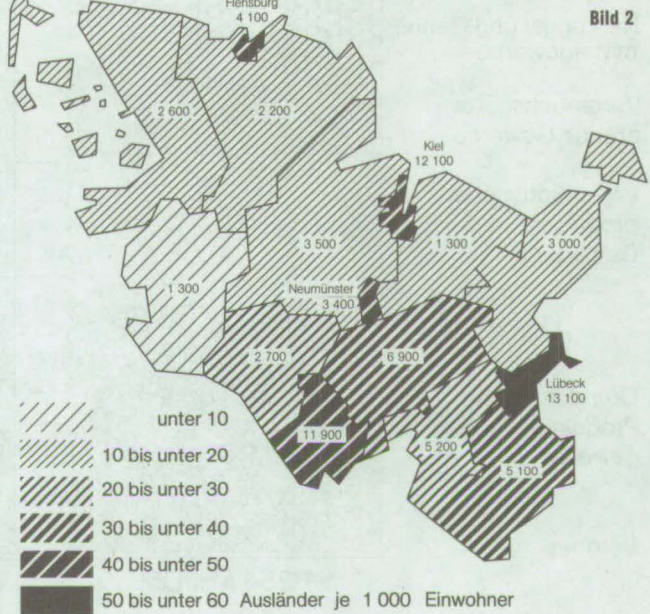 Flensburg
4 100
Bild 2
2 600
2 200
Kiel
12 100
3 500
1 300
3 000
1 300
Neumünster
3 400
2 700
6 900
Lübeck
13 100
11 900
5 200
5 100
unter 10
10 bis unter 20
20 bis unter 30
30 bis unter 40
40 bis unter 50
50 bis unter 60 Ausländer je 1 000 Einwohner